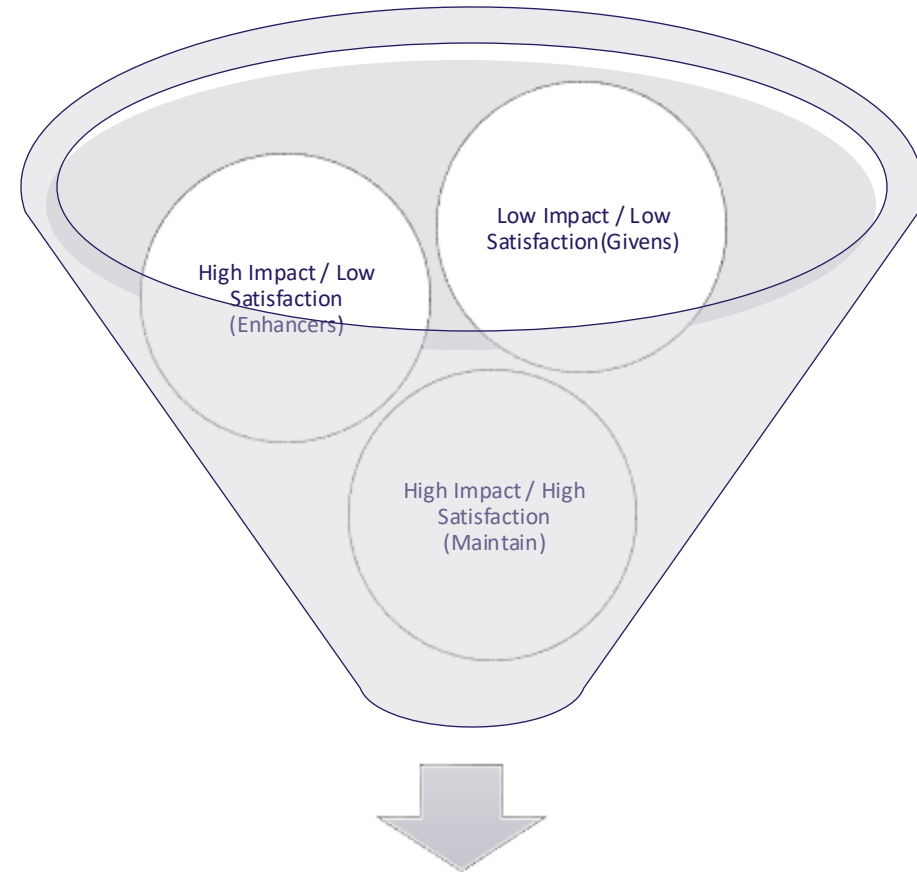 Low Impact / Low
Satisfaction(Givens)
High Impact / Low
Satisfaction
(Enhancers)
High Impact / High
Satisfaction
(Maintain)